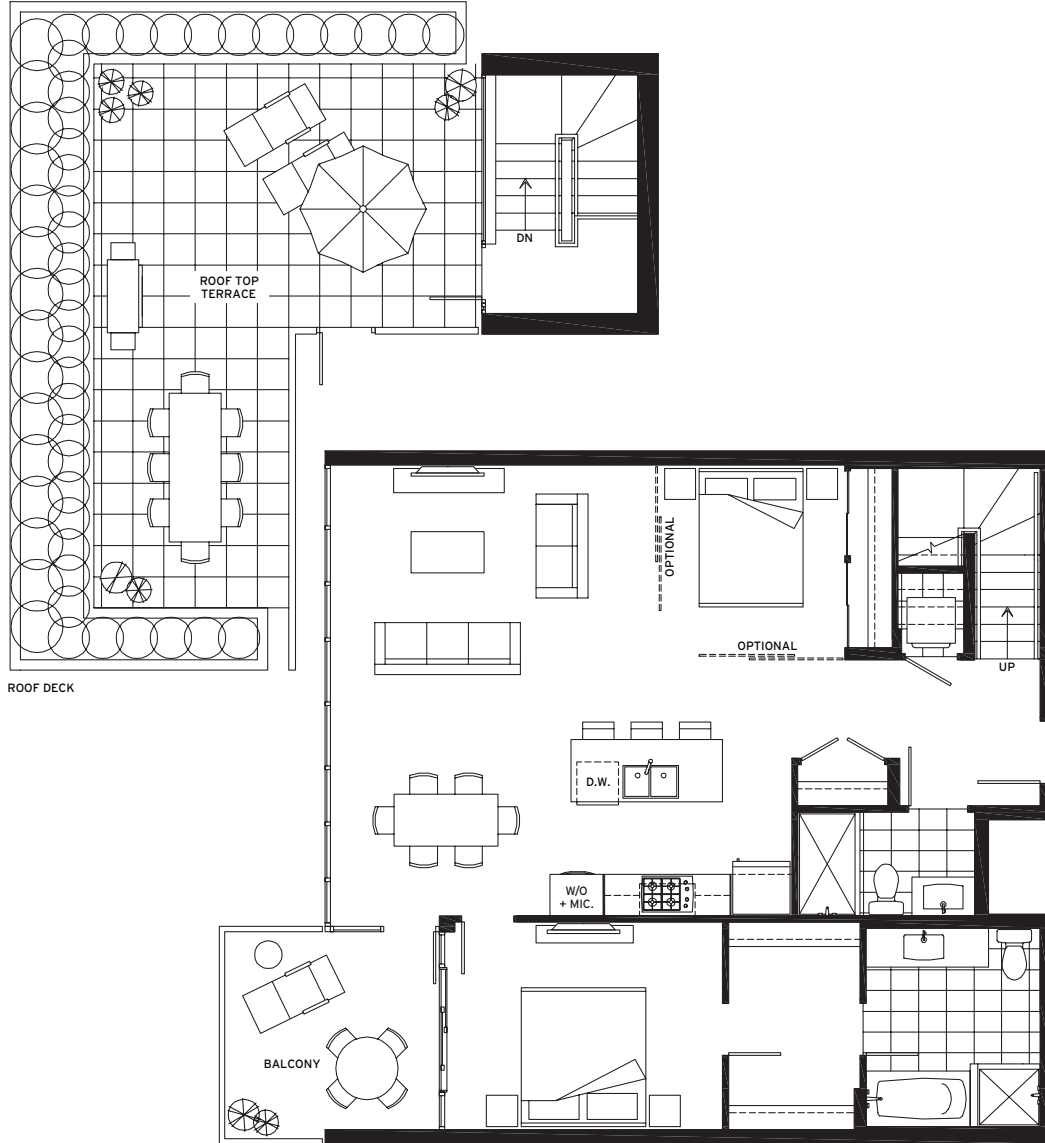 DN
ROOF TOP
TERRACE
OPTIONAL
OPTIONAL
UP
ROOF DECK
D.W.
W/O
+ MIC.
BALCONY